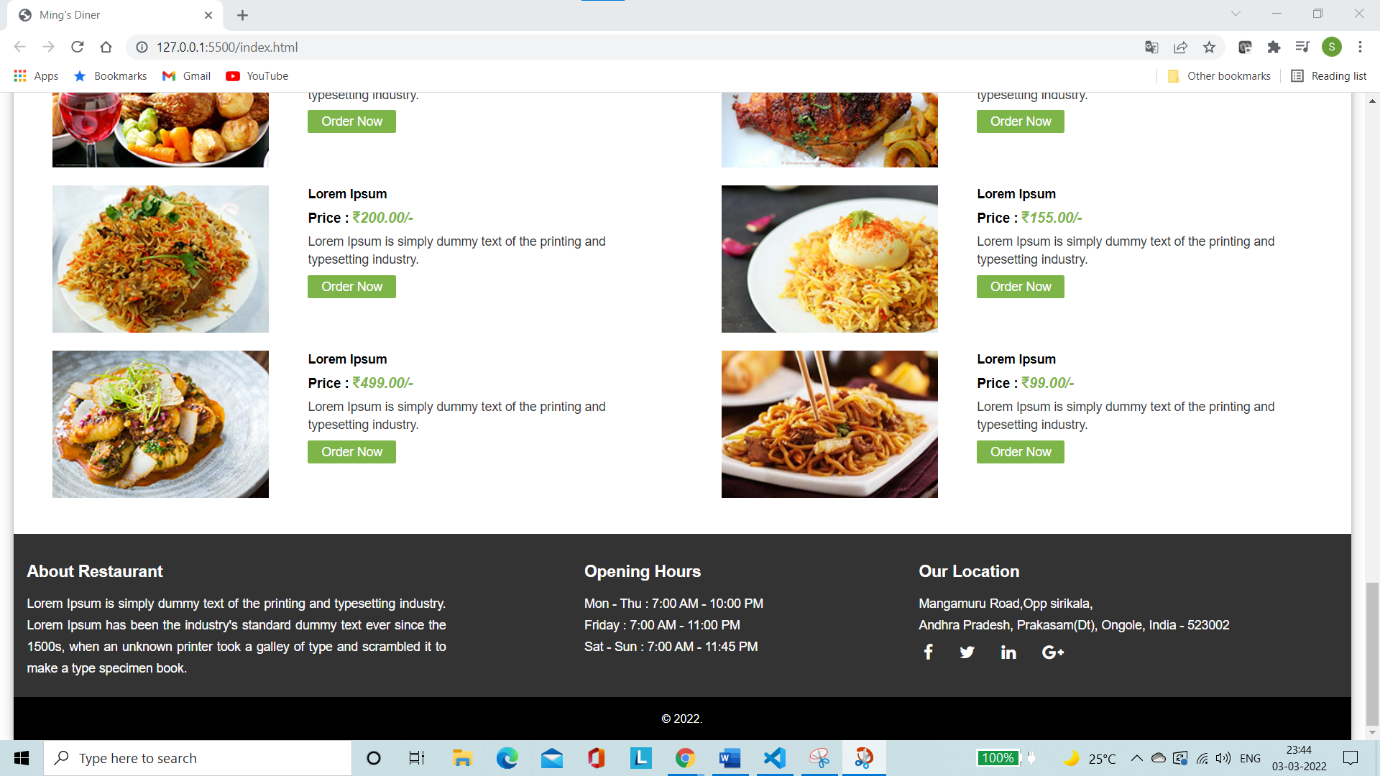 Ming's Diner
127.0.0.1:5500/index.html
Apps Bookmarks Gmail YouTube Other bookmarks Reading list
S
typesetting industry.
Order Now
typesetting industry.
Order Now
Lorem Ipsum
Price : ₹200.00/-
Lorem Ipsum is simply dummy text of the printing and
typesetting industry.
Order Now
Lorem Ipsum
Price : ₹155.00/-
Lorem Ipsum is simply dummy text of the printing and
typesetting industry.
Order Now
Lorem Ipsum
Price : ₹499.00/-
Lorem Ipsum is simply dummy text of the printing and
typesetting industry.
Order Now
Lorem Ipsum
Price : ₹99.00/-
Lorem Ipsum is simply dummy text of the printing and
typesetting industry.
Order Now
About Restaurant
Lorem Ipsum is simply dummy text of the printing and typesetting industry.
Lorem Ipsum has been the industry's standard dummy text ever since the
1500s, when an unknown printer took a galley of type and scrambled it to
make a type specimen book.
Opening Hours
Mon - Thu : 7:00 AM - 10:00 PM
Friday : 7:00 AM - 11:00 PM
Sat - Sun : 7:00 AM - 11:45 PM
Our Location
Mangamuru Road,Opp sirikala,
Andhra Pradesh, Prakasam(Dt), Ongole, India - 523002
© 2022.
Type here to search
100%
25°C
ENG
23:44
03-03-2022